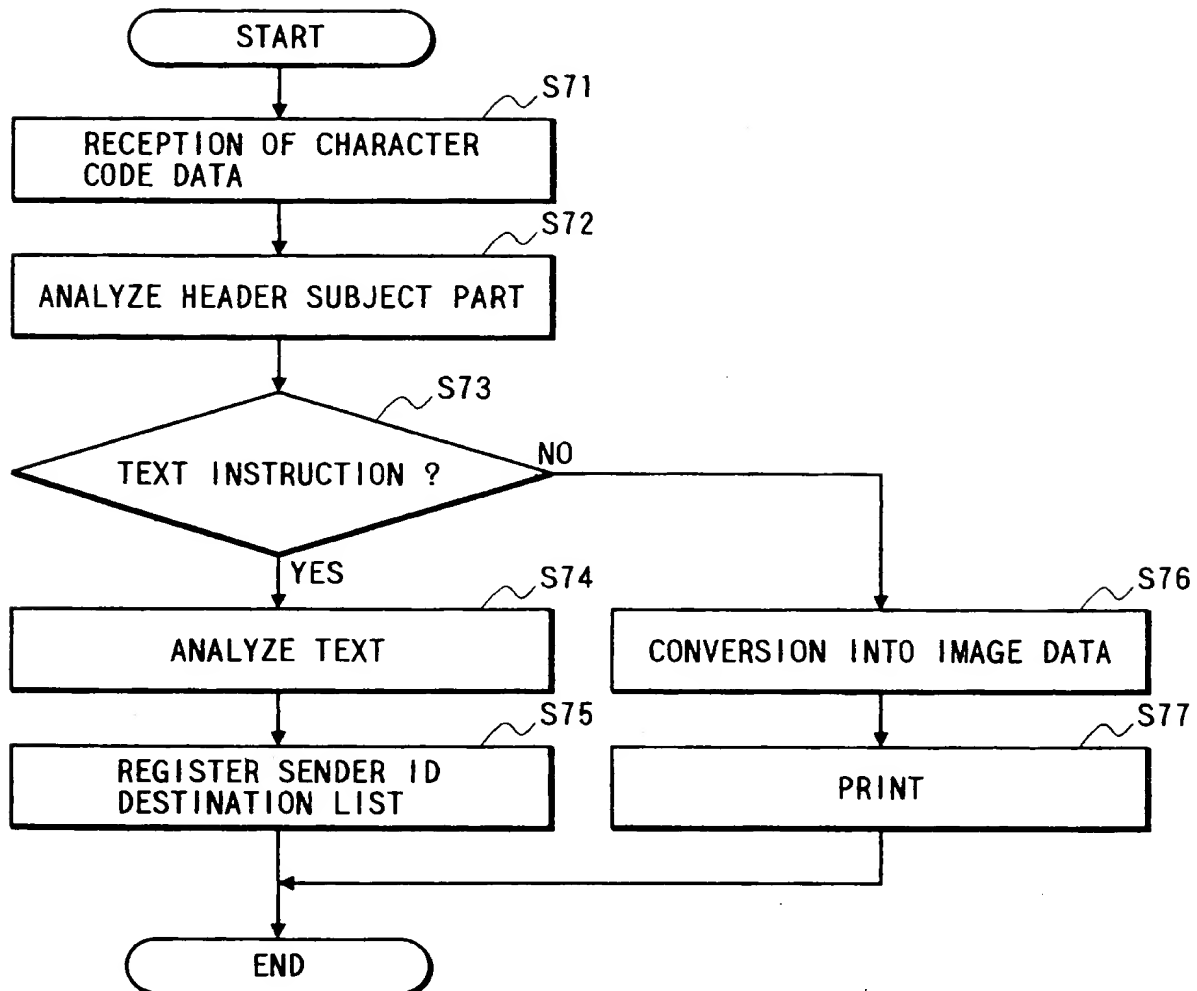 START
S71
RECEPTION OF CHARACTER
CODE DATA
S72
ANALYZE HEADER SUBJECT PART
S73
TEXT INSTRUCTION ?
NO
YES
S74
ANALYZE TEXT
S76
CONVERSION INTO IMAGE DATA
S75
REGISTER SENDER ID
DESTINATION LIST
S77
PRINT
END